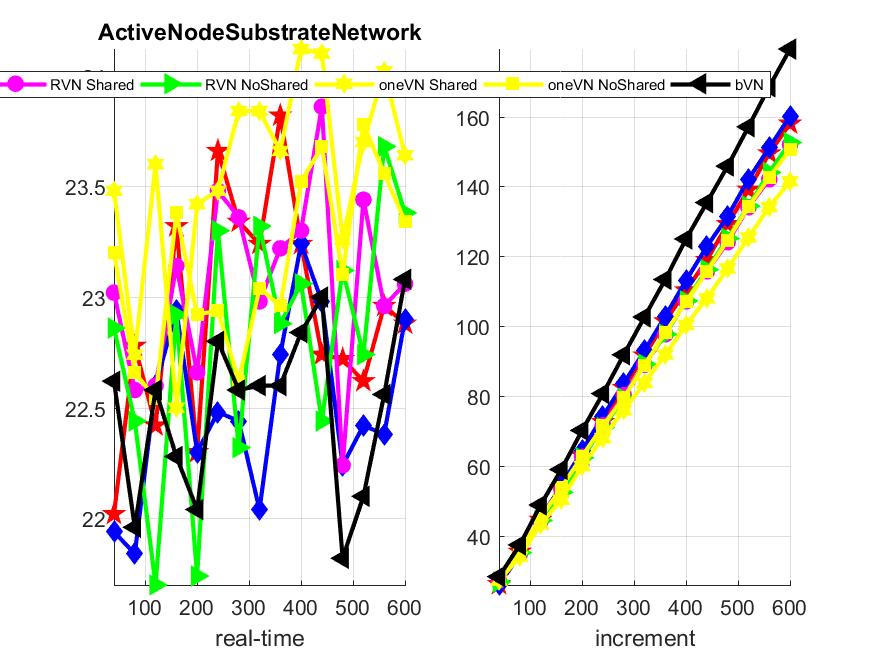 ActiveNodeSubstrateNetwork
RVN Shared RVN NoShared oneVN Shared oneVN NoShared bVN
23.5
23
22.5
22
100 200 300 400 500 600
real-time
160
140
120
100
80
60
40
100 200 300 400 500 600
increment